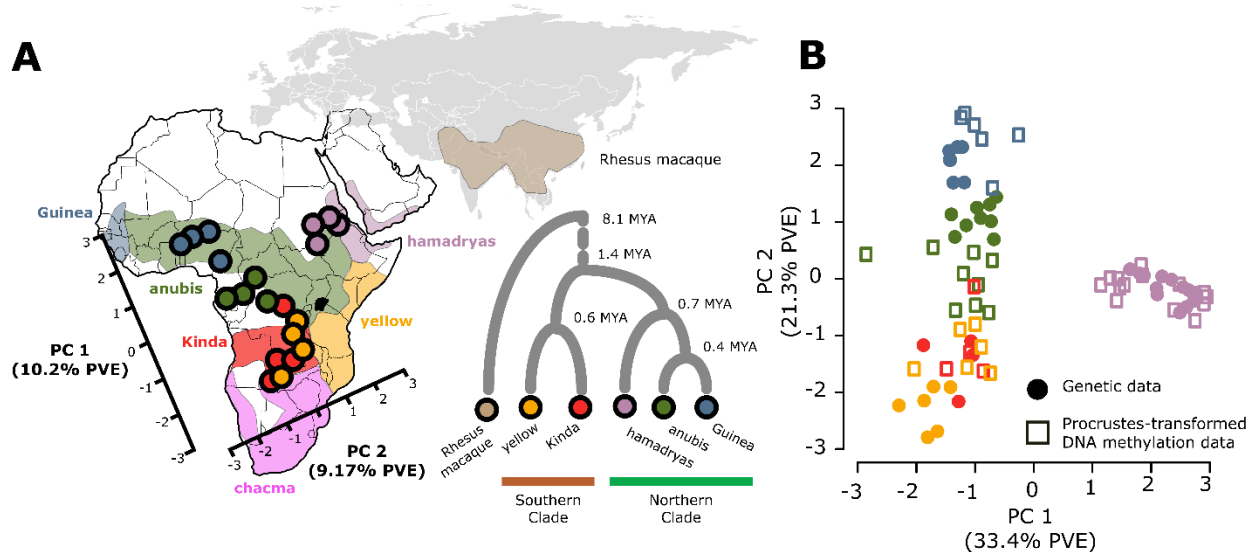 A
Rhesus macaque
Guinea
hamadryas
anubis
yellow
Kinda
chacma
PC 1
(10.2% PVE)
3
2
1
0
-1
-2
-3
PC 2
(9.17% PVE)
-3
-2
-1
1
2
3
8.1 MYA
1.4 MYA
0.7 MYA
0.6 MYA
0.4 MYA
Rhesus
macaque
yellow
Kinda
hamadryas
anubis
Guinea
Southern
Clade
Northern
Clade
B
PC 2
(21.3% PVE)
3
2
1
0
-1
-2
-3
-3
-2
-1
0
1
2
3
PC 1
(33.4% PVE)
Genetic data
Procrustes-transformed
DNA methylation data